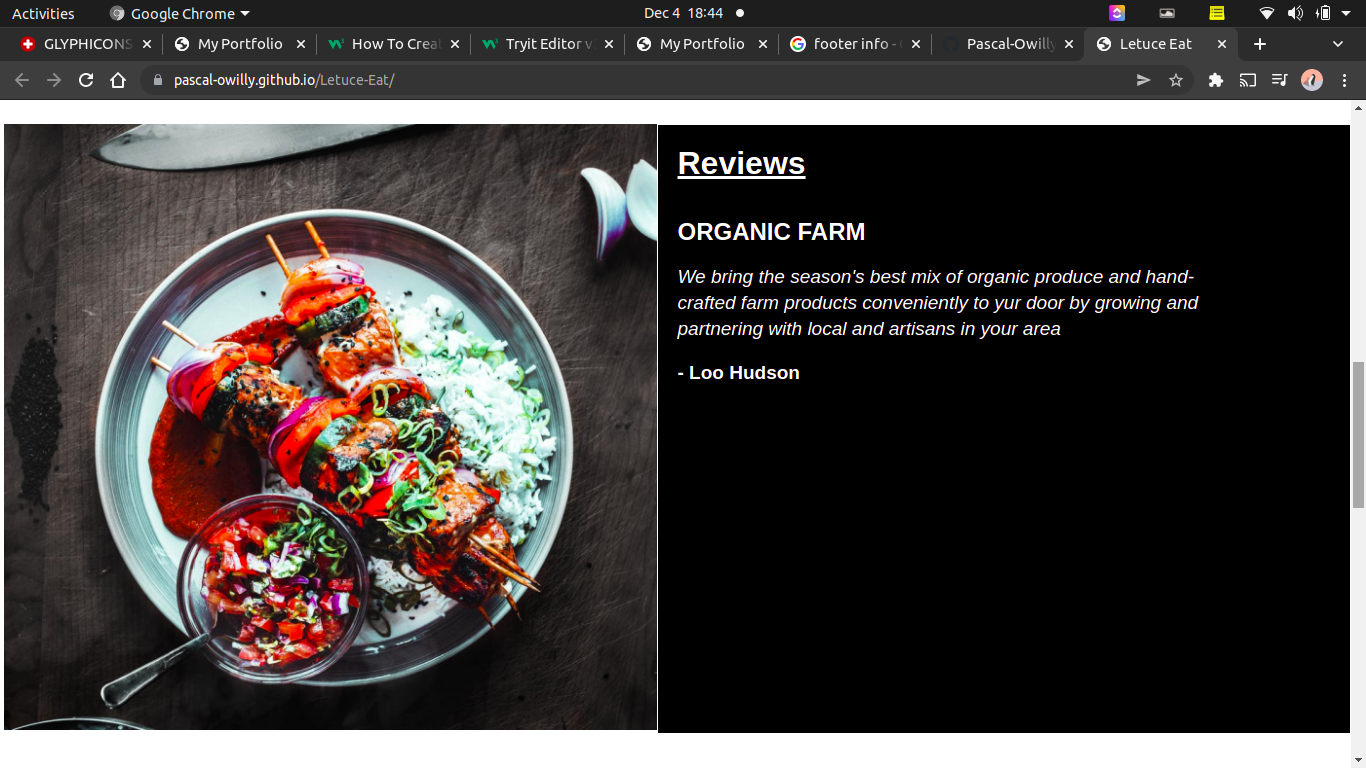 Activities Google Chrome Dec 4 18:44
GLYPHICONS My Portfolio How To Crea Tryit Editor v My Portfolio footer info - Pascal-Owilly Letuce Eat
pascal-owilly.github.io/Letuce-Eat/
Reviews
ORGANIC FARM
We bring the season's best mix of organic produce and hand-
crafted farm products conveniently to yur door by growing and
partnering with local and artisans in your area
- Loo Hudson